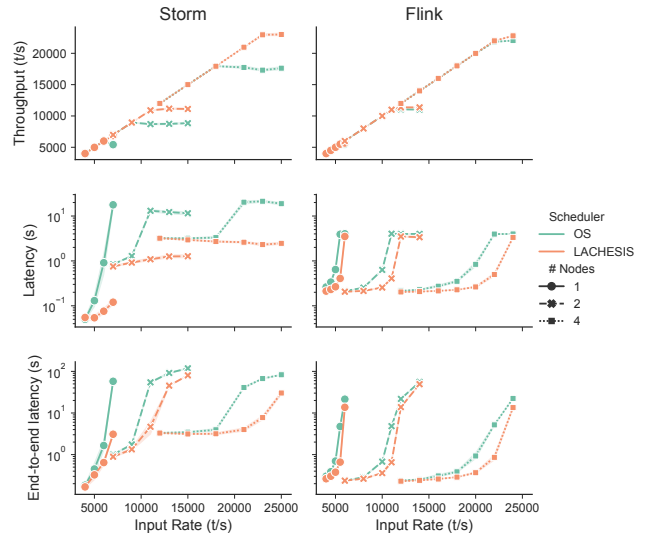 Storm
Flink
Throughput (t/s)
20000
15000
10000
5000
Latency (s)
10¹
10⁰
10⁻¹
Scheduler
OS
LACHESIS
# Nodes
1
2
4
End-to-end latency (s)
10²
10¹
10⁰
5000 10000 15000 20000 25000
5000 10000 15000 20000 25000
Input Rate (t/s)
Input Rate (t/s)